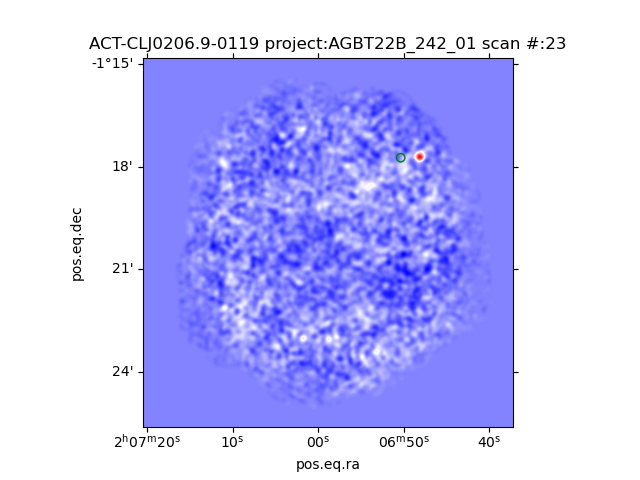 ACT-CLJ0206.9-0119 project:AGBT22B_242_01 scan #:23
-1°15'
18'
21'
24'
pos.eq.dec
2ʰ07ᵐ20ˢ 10ˢ 00ˢ 06ᵐ50ˢ 40ˢ
pos.eq.ra